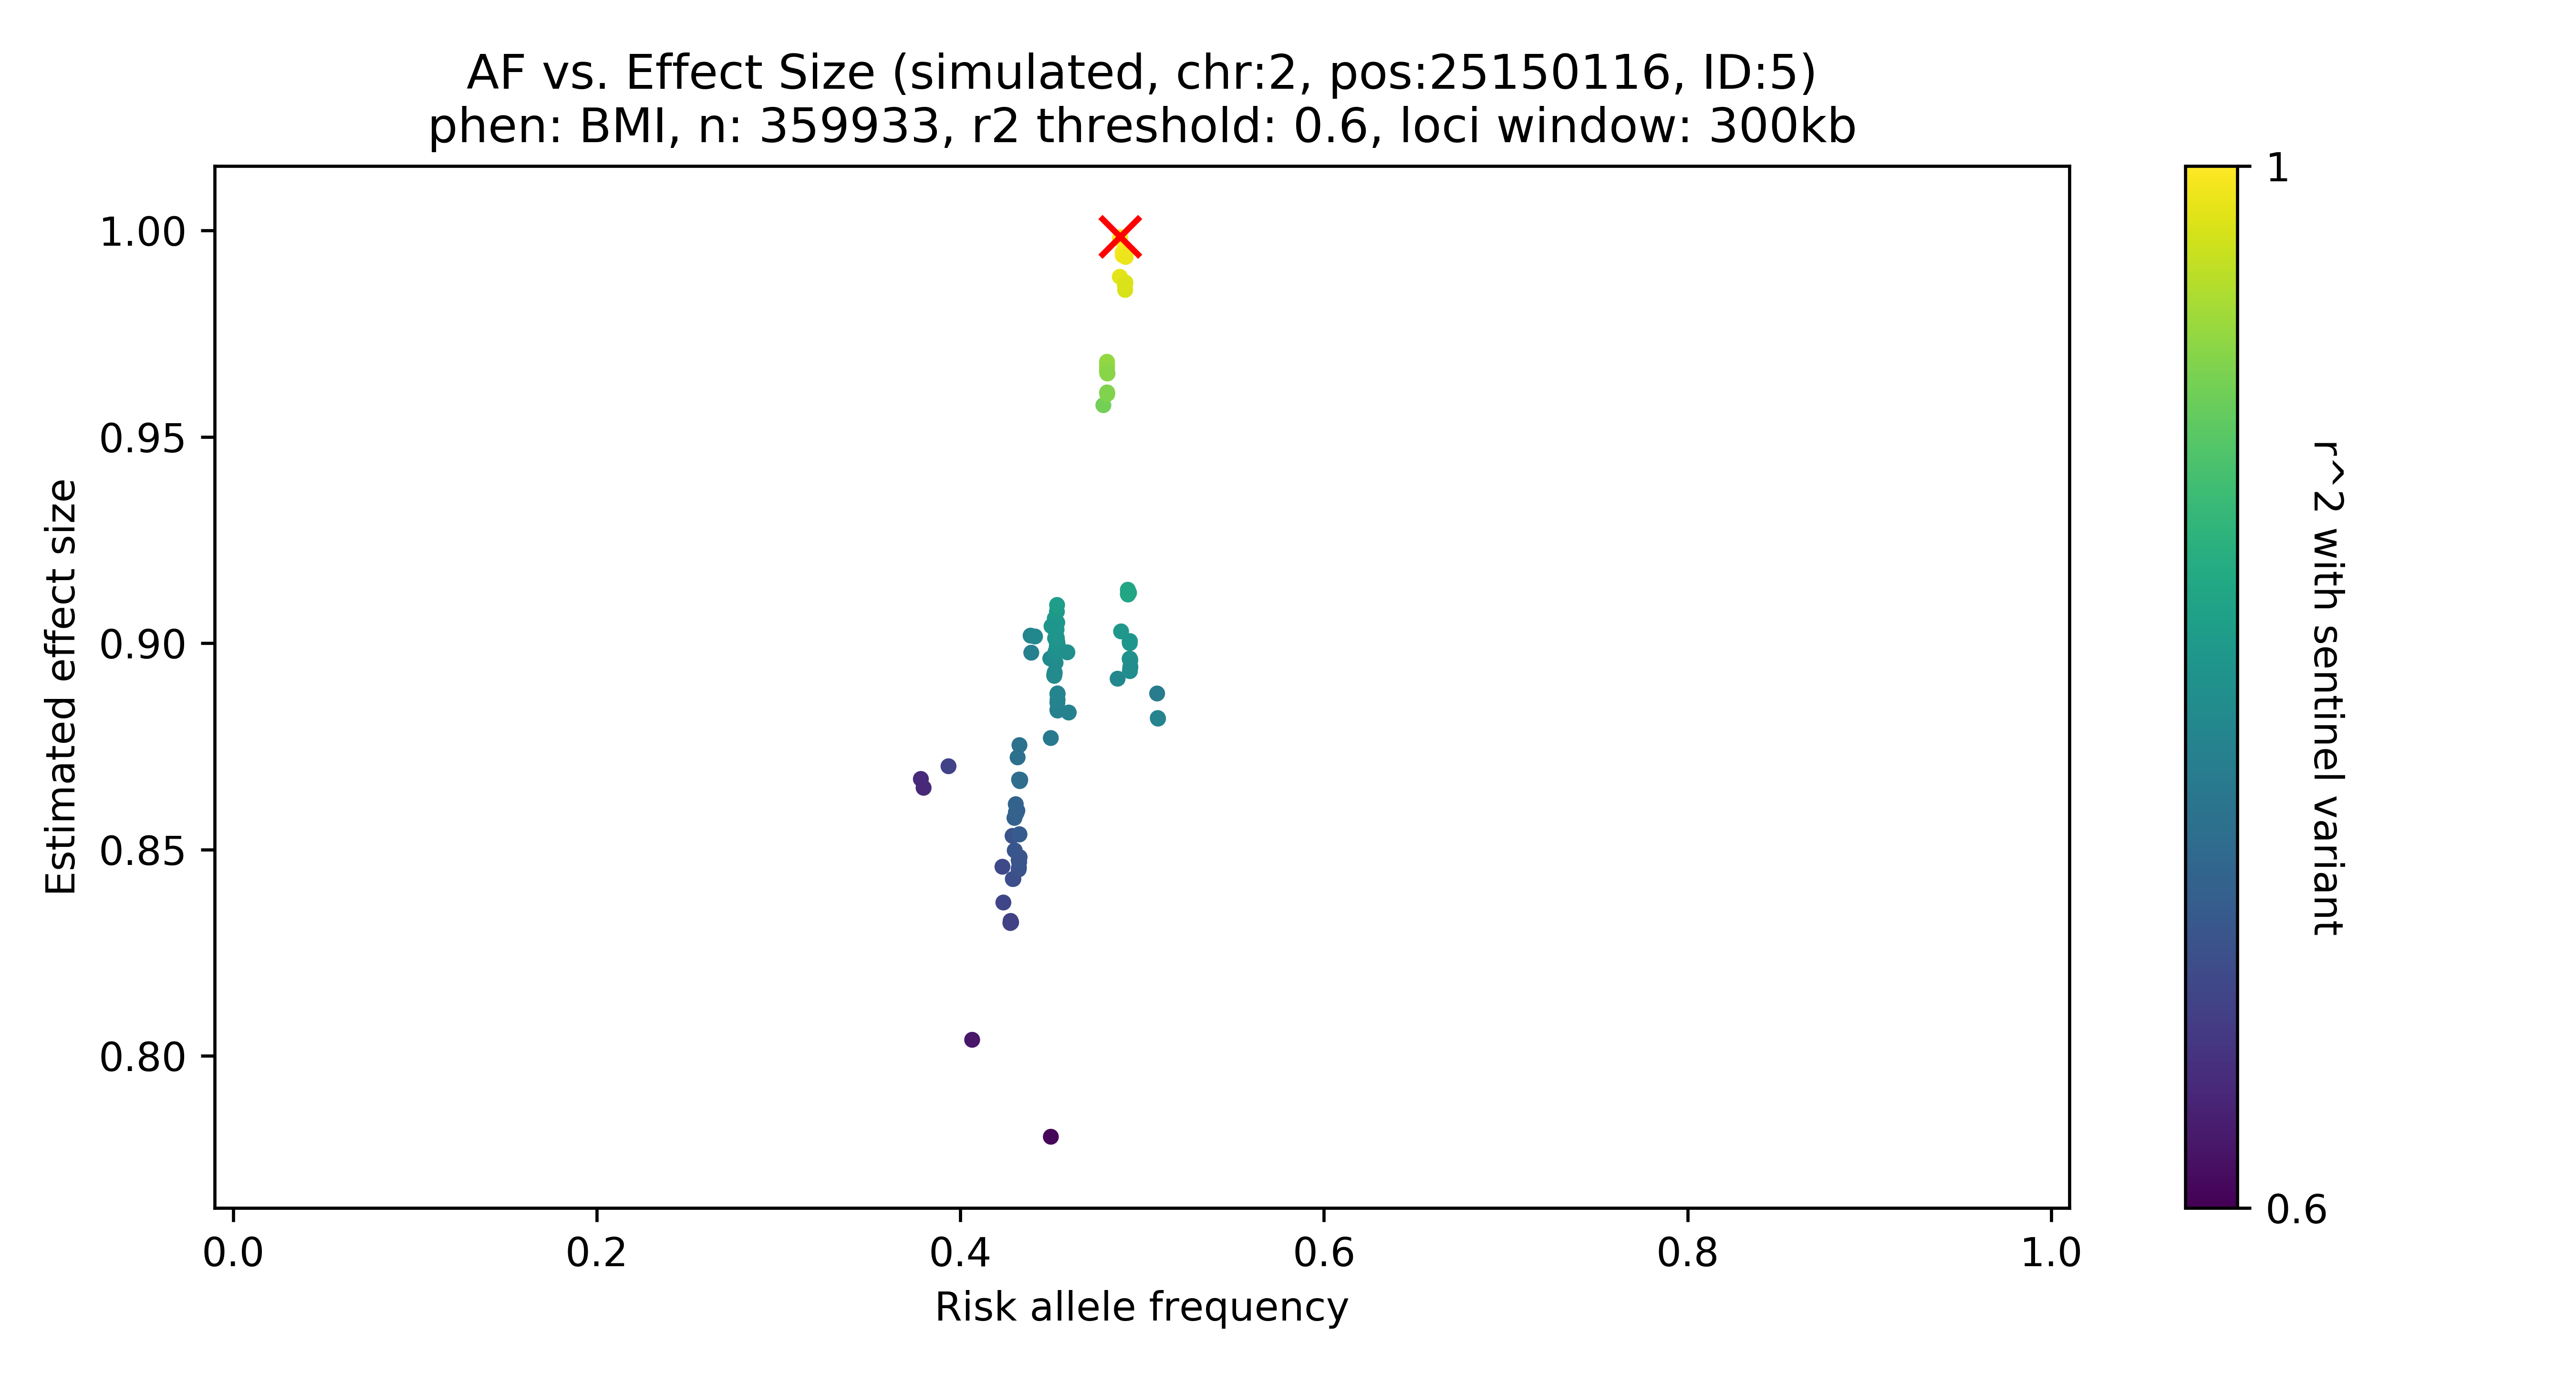 AF vs. Effect Size (simulated, chr:2, pos:25150116, ID:5)
phen: BMI, n: 359933, r2 threshold: 0.6, loci window: 300kb
1.00
0.95
0.90
0.85
0.80
Estimated effect size
0.0
0.2
0.4
0.6
0.8
1.0
Risk allele frequency
1
0.6
r^2 with sentinel variant